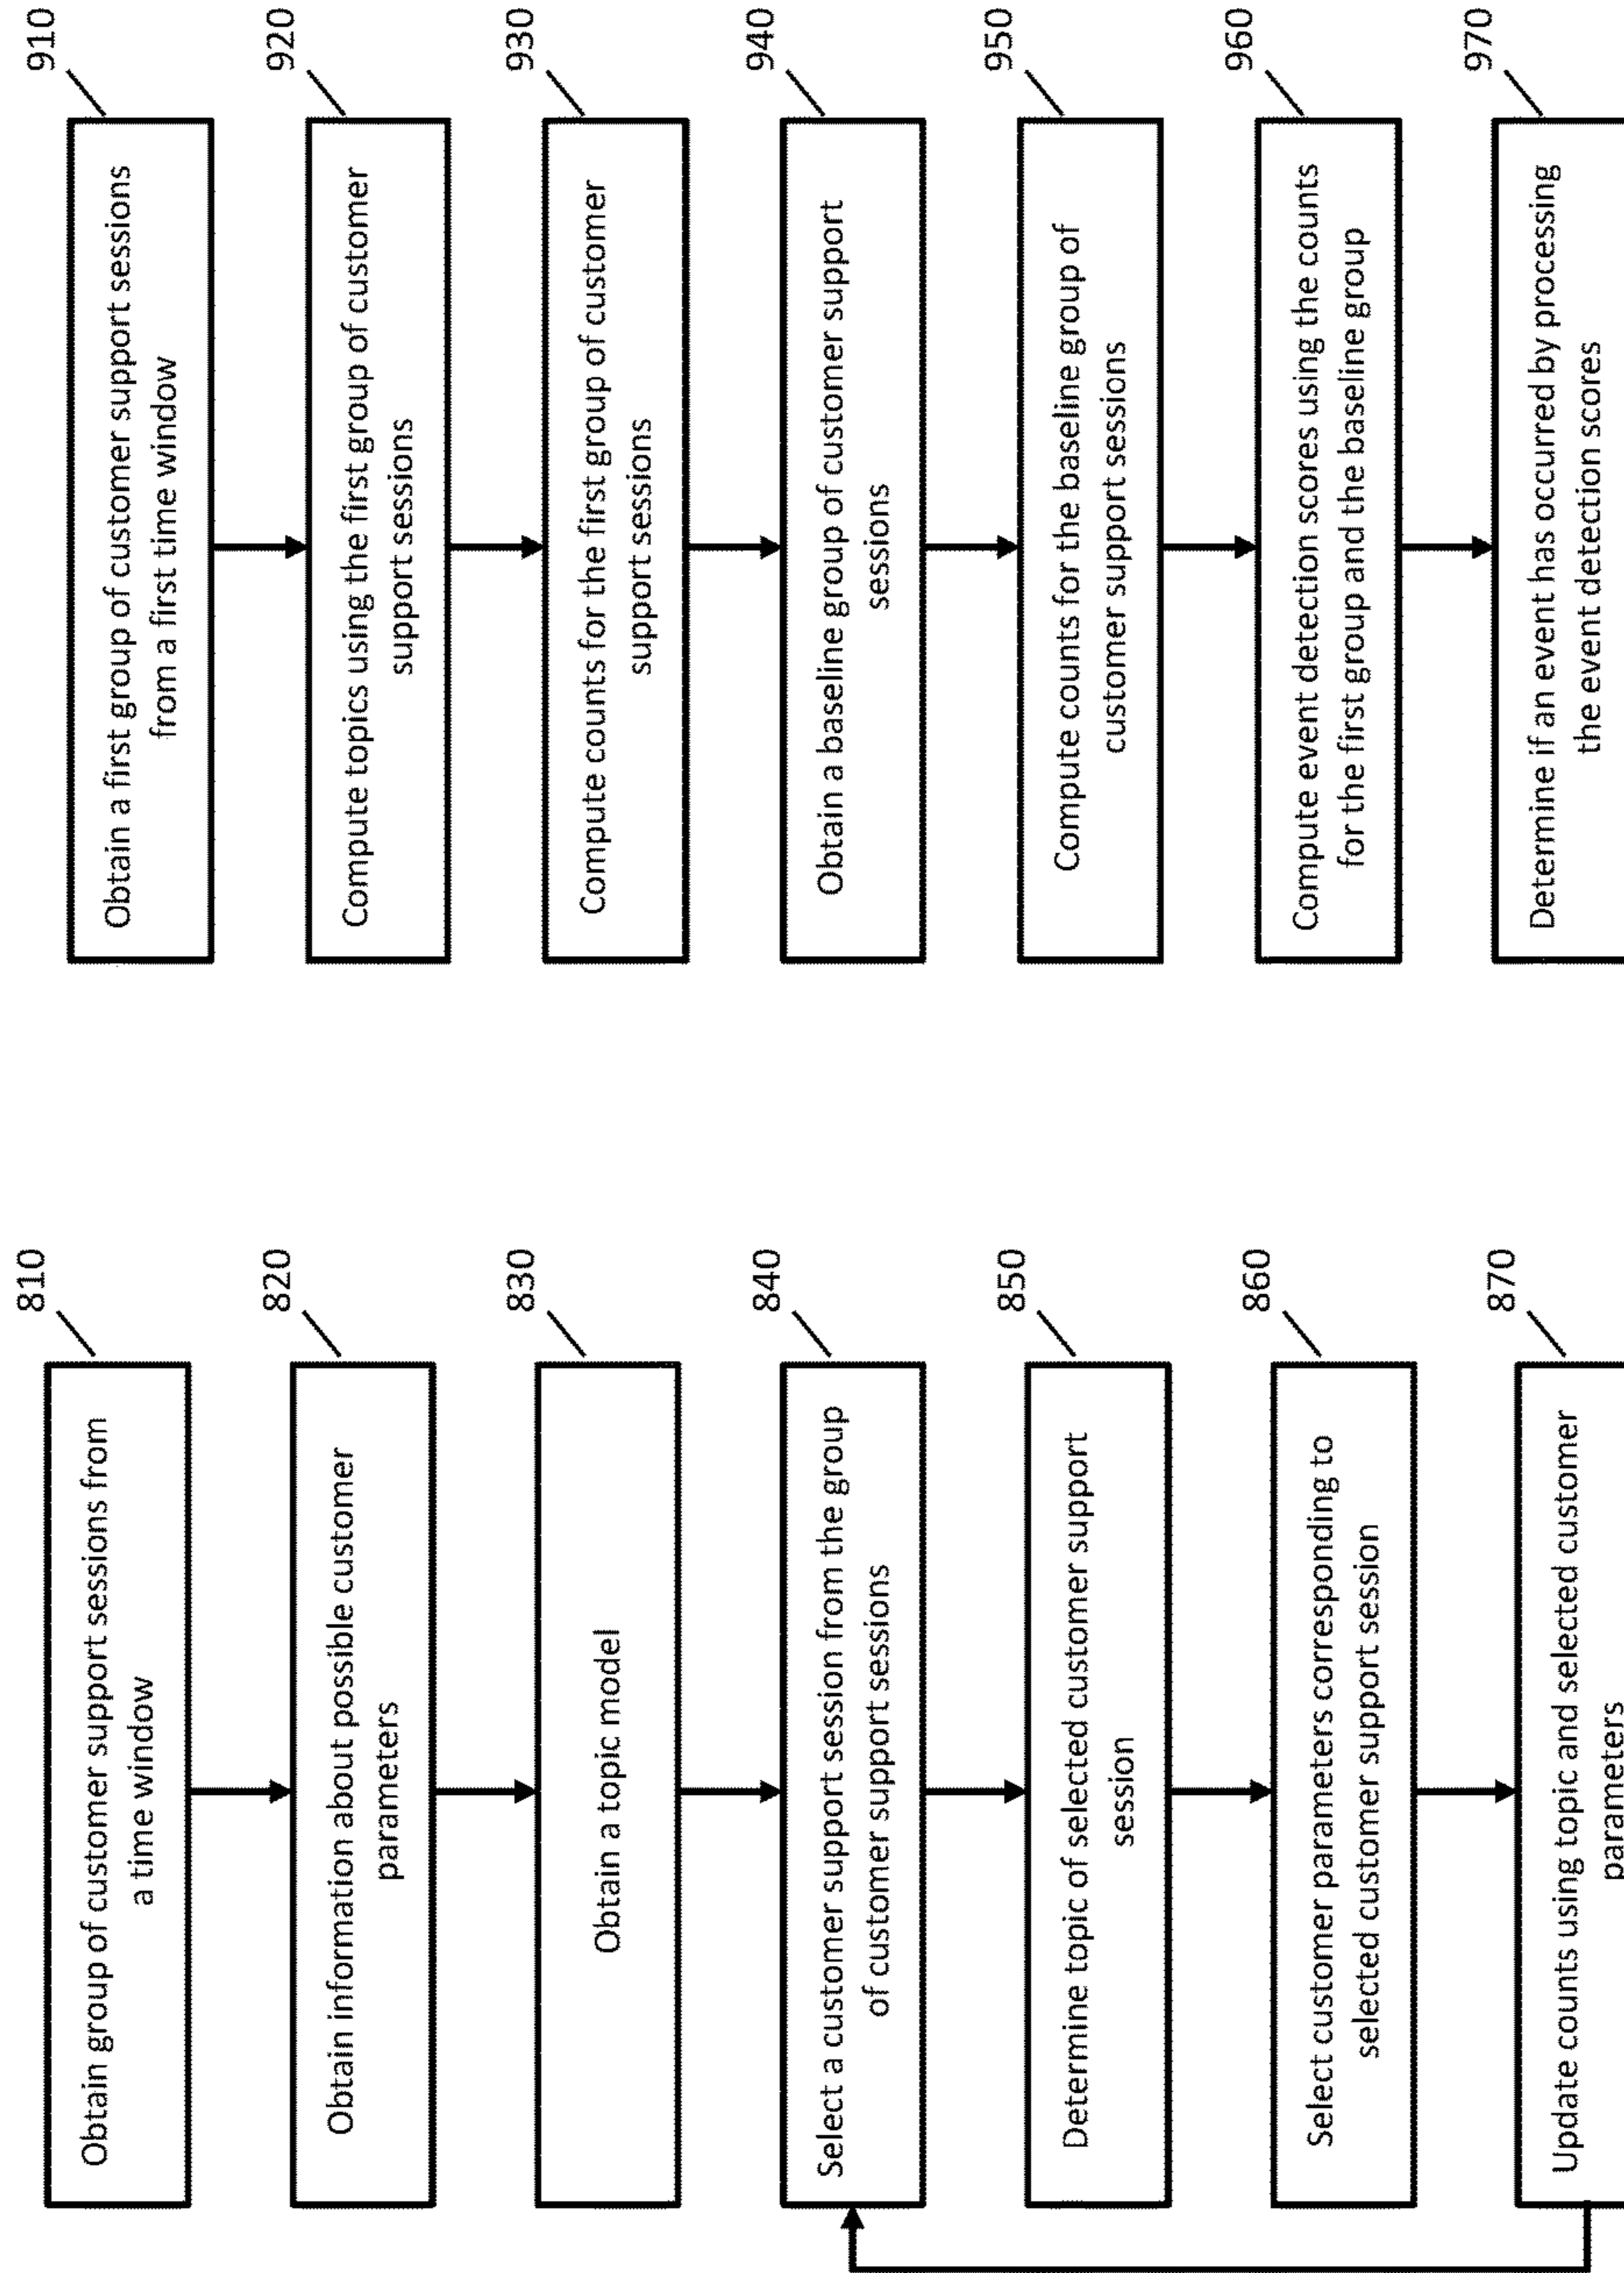 810
Obtain group of customer support sessions from
a time window
820
Obtain information about possible customer
parameters
830
Obtain a topic model
840
Select a customer support session from the group
of customer support sessions
850
Determine topic of selected customer support
session
860
Select customer parameters corresponding to
selected customer support session
870
Update counts using topic and selected customer
parameters
910
Obtain a first group of customer support sessions
from a first time window
920
Compute topics using the first group of customer
support sessions
930
Compute counts for the first group of customer
support sessions
940
Obtain a baseline group of customer support
sessions
950
Compute counts for the baseline group of
customer support sessions
960
Compute event detection scores using the counts
for the first group and the baseline group
970
Determine if an event has occurred by processing
the event detection scores